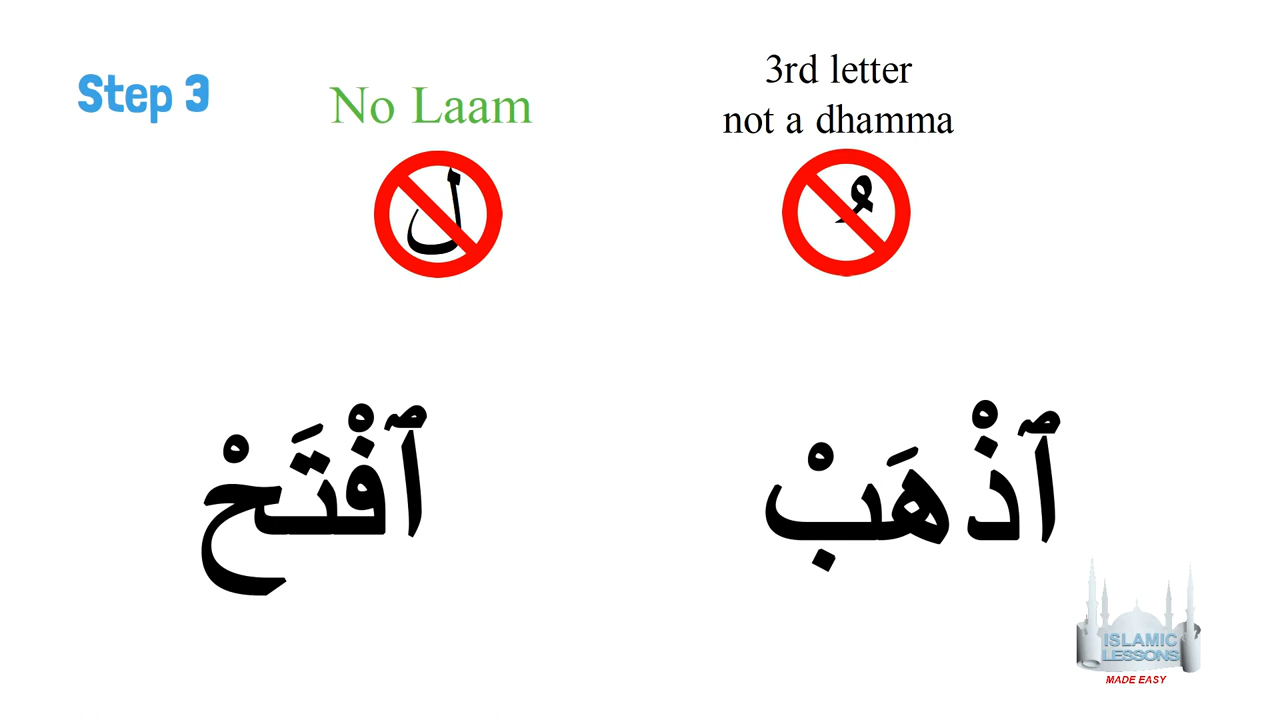 Step 3
No Laam
3rd letter
not a dhamma
ل
ـُ
ٱفْتَحْ
ٱذْهَبْ
ISLAMIC
LESSONS
MADE EASY